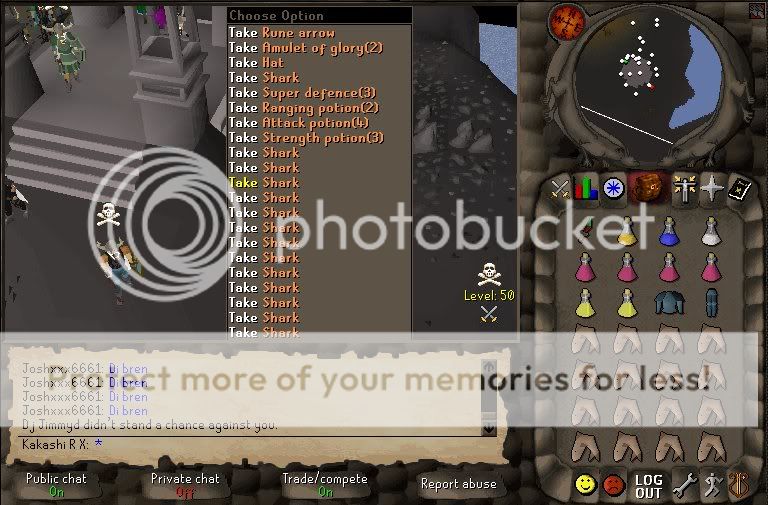 Choose Option
Take Rune arrow
Take Amulet of glory(2)
Take Hat
Take Shark
Take Super defence(3)
Take Ranging potion(2)
Take Attack potion(4)
Take Strength potion(3)
Take Shark
Take Shark
Take Shark
Take Shark
Take Shark
Take Shark
Take Shark
Take Shark
Take Shark
Take Shark
Take Shark
Take Shark
Take Shark
photobucket
Level: 50
Protect more of your memories for less!
Joshxxx6661: Dj bren
Joshxxx6661: Dj bren
Joshxxx6661: Dj bren
Joshxxx6661: Dj bren
Dj Jimmyd didn't stand a chance against you.
Kakashi R X: *
Public chat
On
Private chat
Off
Trade/compete
On
Report abuse
LOG
OUT